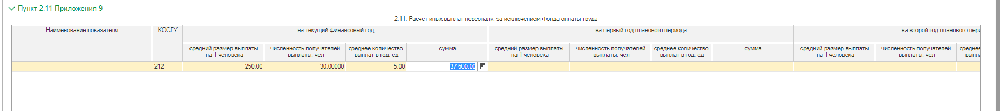 Пункт 2.11 Приложения 9
2.11. Расчет иных выплат персоналу, за исключением фонда оплаты труда
Наименование показателя КОСГУ на текущий финансовый год на первый год планового периода на второй год планового пери
средний размер выплаты численность получателей среднее количество сумма средний размер выплаты численность получателей среднее количество сумма средний размер выплаты численность получателей среднее
на 1 человека выплаты, чел выплат в год, ед на 1 человека выплаты, чел выплат в год, ед на 1 человека выплаты, чел выпла
212 250,00 30,00000 5,00 37 500,00